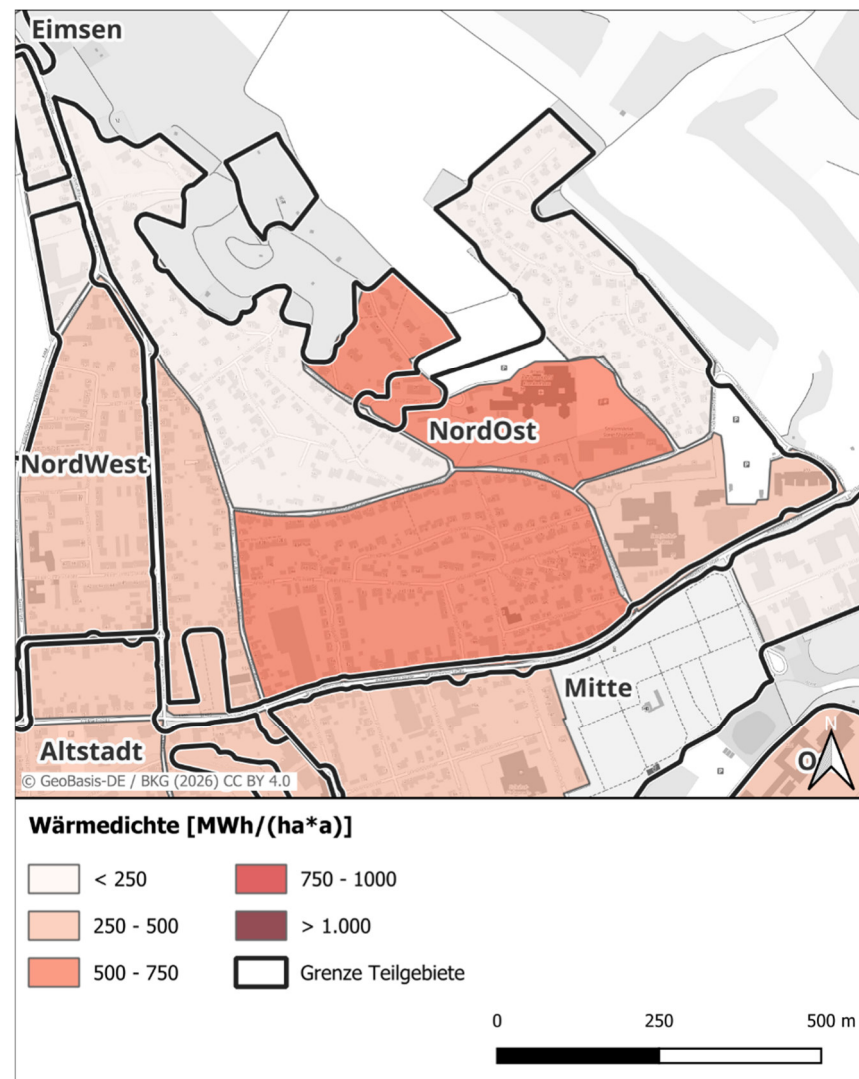 Eimsen
NordOst
NordWest
Mitte
Altstadt
N
O
© GeoBasis-DE / BKG (2026) CC BY 4.0
Wärmedichte [MWh/(ha*a)]
< 250
250 - 500
500 - 750
750 - 1000
> 1.000
Grenze Teilgebiete
0 250 500 m